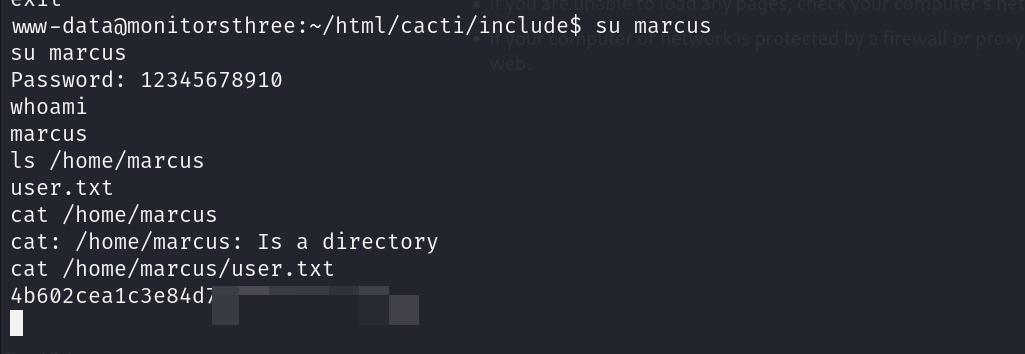 exit
www-data@monitorsthree:~/html/cacti/include$ su marcus
su marcus
Password: 12345678910
whoami
marcus
ls /home/marcus
user.txt
cat /home/marcus
cat: /home/marcus: Is a directory
cat /home/marcus/user.txt
4b602cea1c3e84d7
If you are unable to load any pages, check your computer's net
If your computer or network is protected by a firewall or proxy
web.